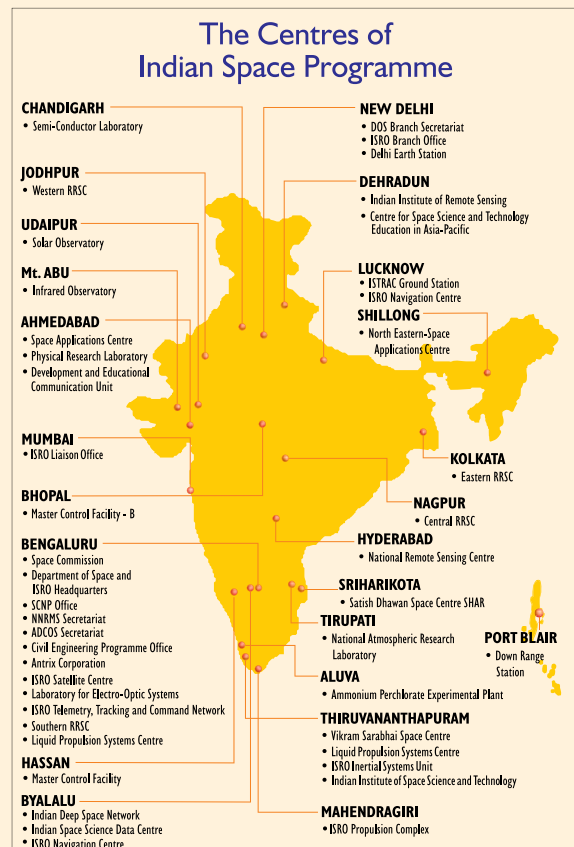 The Centres of
Indian Space Programme
CHANDIGARH
• Semi-Conductor Laboratory
JODHPUR
• Western RRSC
UDAIPUR
• Solar Observatory
Mt. ABU
• Infrared Observatory
AHMEDABAD
• Space Applications Centre
• Physical Research Laboratory
• Development and Educational
Communication Unit
MUMBAI
• ISRO Liaison Office
BHOPAL
• Master Control Facility - B
BENGALURU
• Space Commission
• Department of Space and
ISRO Headquarters
• SCNP Office
• NNRMS Secretariat
• ADCOS Secretariat
• Civil Engineering Programme Office
• Antrix Corporation
• ISRO Satellite Centre
• Laboratory for Electro-Optic Systems
• ISRO Telemetry, Tracking and Command Network
• Southern RRSC
• Liquid Propulsion Systems Centre
HASSAN
• Master Control Facility
BYALALU
• Indian Deep Space Network
• Indian Space Science Data Centre
• ISRO Navigation Centre
NEW DELHI
• DOS Branch Secretariat
• ISRO Branch Office
• Delhi Earth Station
DEHRADUN
• Indian Institute of Remote Sensing
• Centre for Space Science and Technology
Education in Asia-Pacific
LUCKNOW
• ISTRAC Ground Station
• ISRO Navigation Centre
SHILLONG
• North Eastern-Space
Applications Centre
KOLKATA
• Eastern RRSC
NAGPUR
• Central RRSC
HYDERABAD
• National Remote Sensing Centre
SRIHARIKOTA
• Satish Dhawan Space Centre SHAR
TIRUPATI
• National Atmospheric Research
Laboratory
PORT BLAIR
• Down Range
Station
ALUVA
• Ammonium Perchlorate Experimental Plant
THIRUVANANTHAPURAM
• Vikram Sarabhai Space Centre
• Liquid Propulsion Systems Centre
• ISRO Inertial Systems Unit
• Indian Institute of Space Science and Technology
MAHENDRAGIRI
• ISRO Propulsion Complex